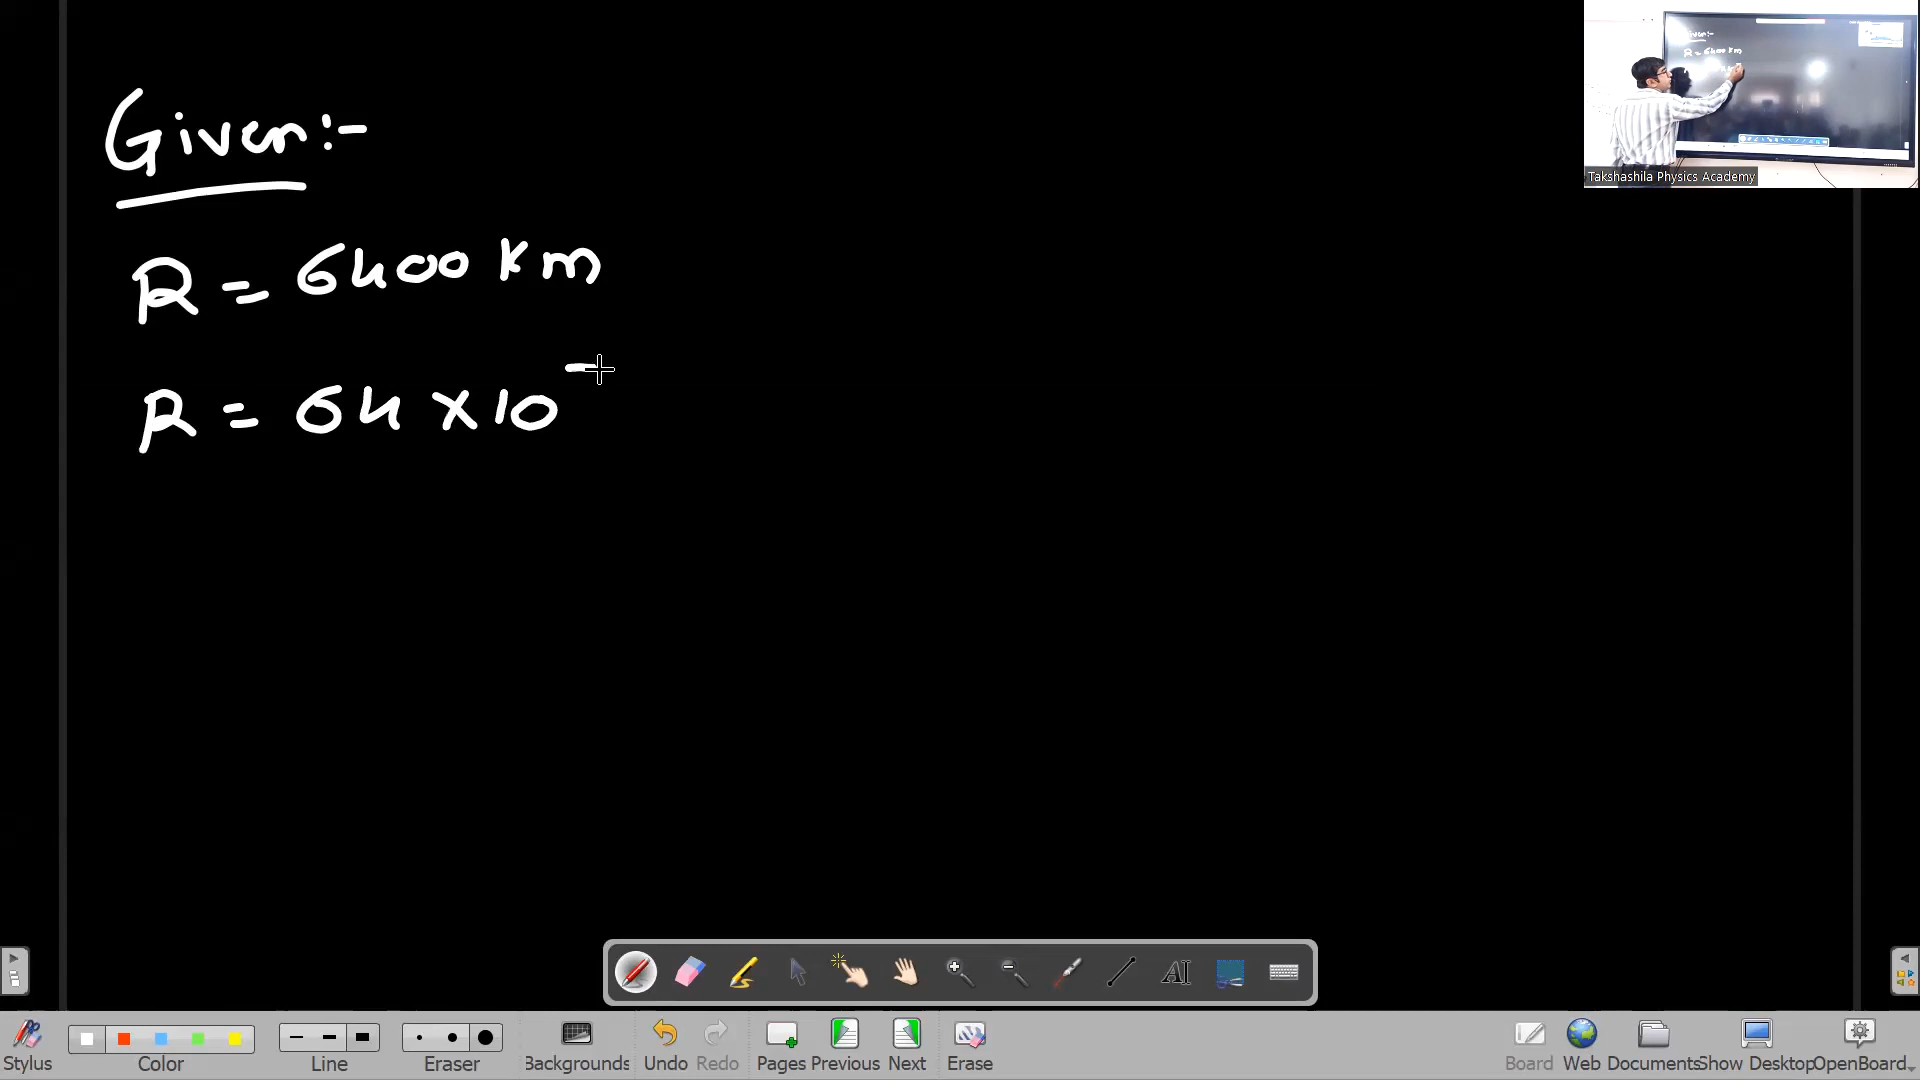 Given:-
R = 6400 Km
R = 64 X 10
Takshashila Physics Academy
Stylus
Color
Line
Eraser
Backgrounds
Undo
Redo
Pages
Previous
Next
Erase
Board
Web
Documents
Show Desktop
OpenBoard